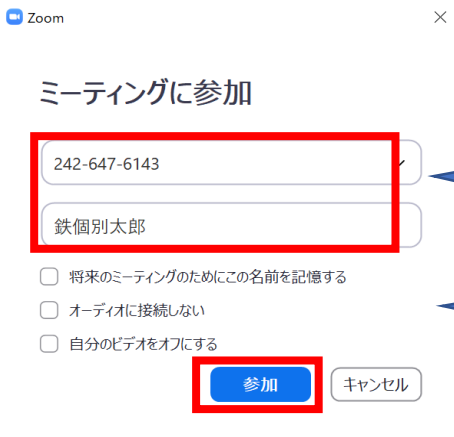 Zoom
ミーティングに参加
242-647-6143
鉄個別太郎
将来のミーティングのためにこの名前を記憶する
オーディオに接続しない
自分のビデオをオフにする
参加 キャンセル